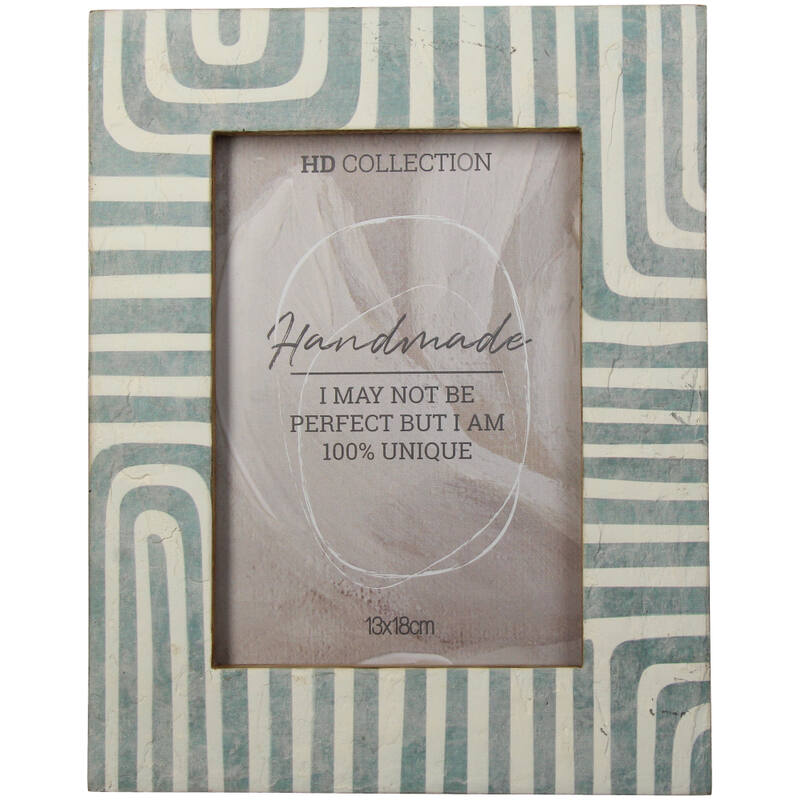 HD COLLECTION
Handmade
I MAY NOT BE
PERFECT BUT I AM
100% UNIQUE
13x18cm